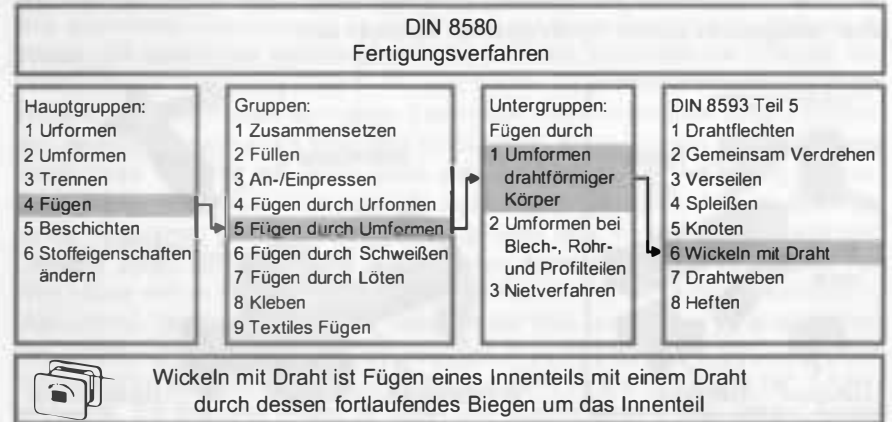 DIN 8580
Fertigungsverfahren
Hauptgruppen:
1 Urformen
2 Umformen
3 Trennen
4 Fügen
5 Beschichten
6 Stoffeigenschaften
ändern
Gruppen:
1 Zusammensetzen
2 Füllen
3 An-/Einpressen
4 Fügen durch Urformen
5 Fügen durch Umformen
6 Fügen durch Schweißen
7 Fügen durch Löten
8 Kleben
9 Textiles Fügen
Untergruppen:
Fügen durch
1 Umformen
drahtförmiger
Körper
2 Umformen bei
Blech-, Rohr-
und Profilteilen
3 Nietverfahren
DIN 8593 Teil 5
1 Drahtflechten
2 Gemeinsam Verdrehen
3 Verseilen
4 Spleißen
5 Knoten
6 Wickeln mit Draht
7 Drahtweben
8 Heften
Wickeln mit Draht ist Fügen eines Innenteils mit einem Draht
durch dessen fortlaufendes Biegen um das Innenteil